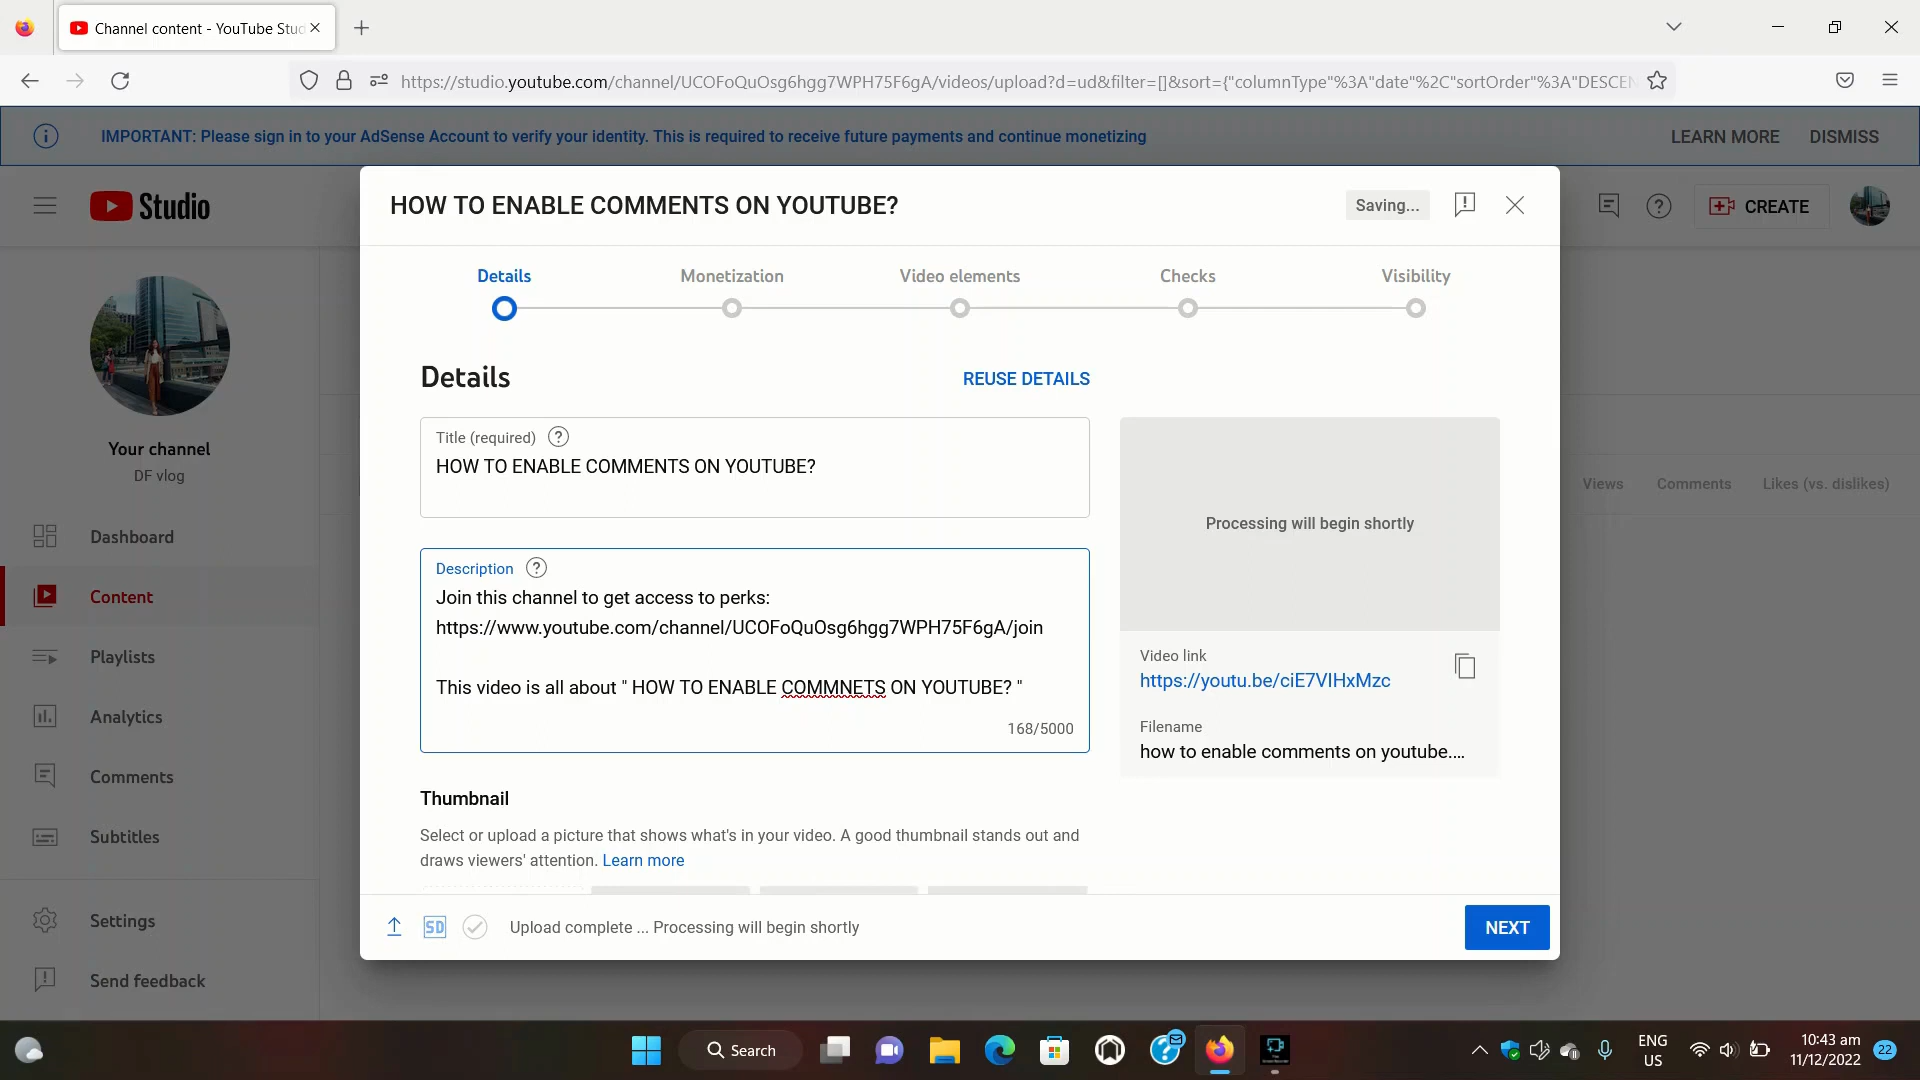 Channel content - YouTube Stud
https://studio.youtube.com/channel/UCOFoQuOsg6hgg7WPH75F6gA/videos/upload?d=ud&filter=[]&sort={"columnType"%3A"date"%2C"sortOrder"%3A"DESCEN
IMPORTANT: Please sign in to your AdSense Account to verify your identity. This is required to receive future payments and continue monetizing
LEARN MORE
DISMISS
Studio
CREATE
HOW TO ENABLE COMMENTS ON YOUTUBE?
Saving...
Details
Monetization
Video elements
Checks
Visibility
Details
REUSE DETAILS
Title (required)
HOW TO ENABLE COMMENTS ON YOUTUBE?
Description
Join this channel to get access to perks:
https://www.youtube.com/channel/UCOFoQuOsg6hgg7WPH75F6gA/join
This video is all about " HOW TO ENABLE COMMNETS ON YOUTUBE? "
168/5000
Thumbnail
Select or upload a picture that shows what's in your video. A good thumbnail stands out and
draws viewers' attention. Learn more
Processing will begin shortly
Video link
https://youtu.be/ciE7VIHxMzc
Filename
how to enable comments on youtube....
SD
Upload complete ... Processing will begin shortly
NEXT
Your channel
DF vlog
Dashboard
Content
Playlists
Analytics
Comments
Subtitles
Settings
Send feedback
Views
Comments
Likes (vs. dislikes)
Search
ENG
US
10:43 am
11/12/2022
22